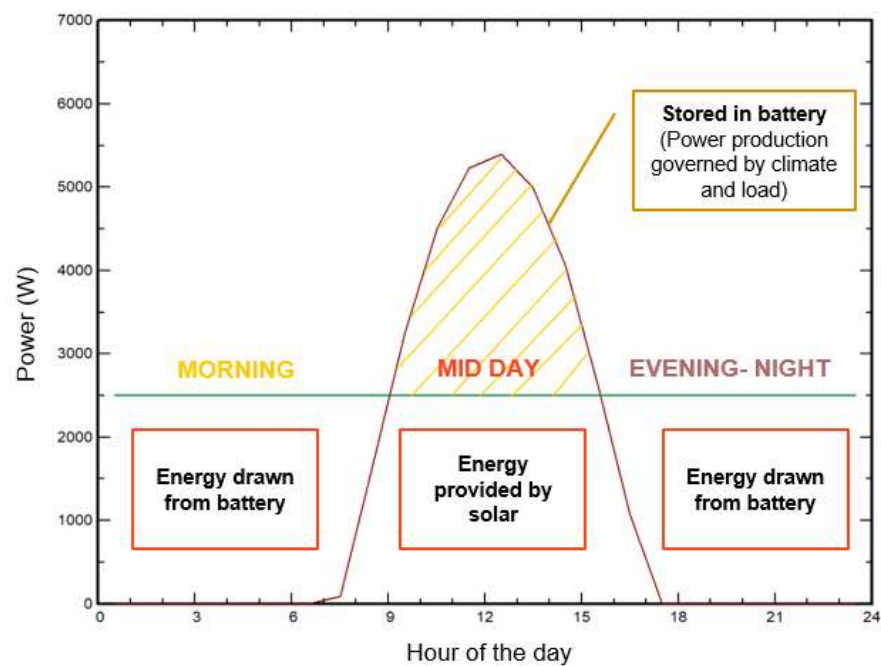 7000
6000
5000
4000
3000
2000
1000
0
Power (W)
Stored in battery
(Power production
governed by climate
and load)
MORNING
MID DAY
EVENING- NIGHT
Energy drawn
from battery
Energy
provided by
solar
Energy drawn
from battery
0
3
6
9
12
15
18
21
24
Hour of the day